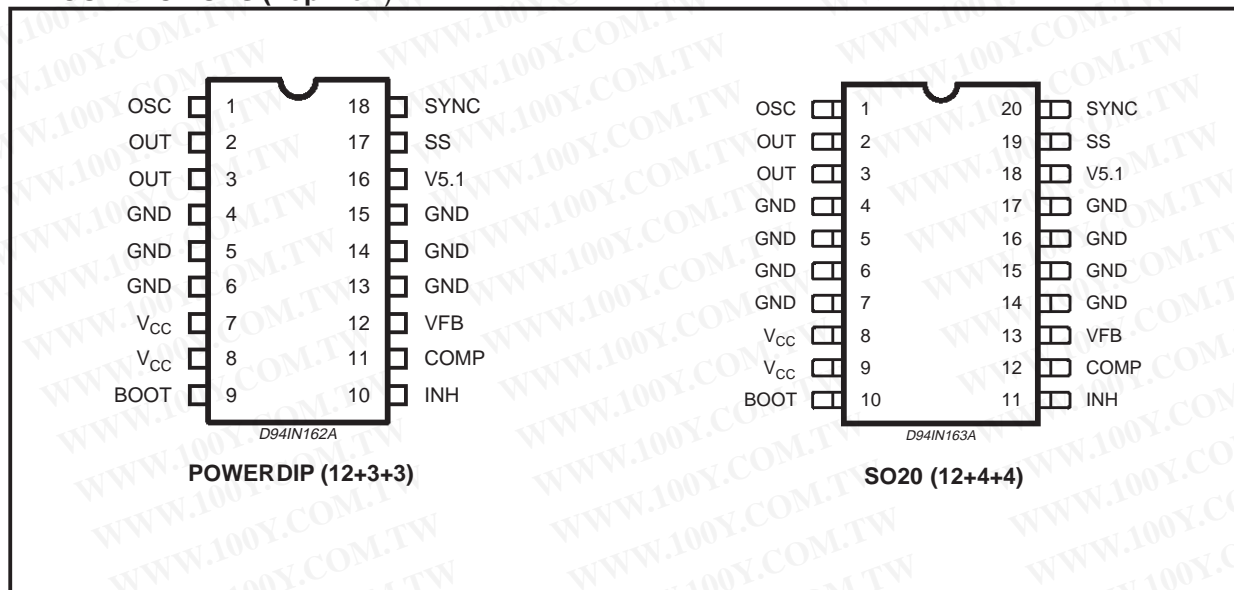 OSC 1 18 SYNC
OUT 2 17 SS
OUT 3 16 V5.1
GND 4 15 GND
GND 5 14 GND
GND 6 13 GND
VCC 7 12 VFB
VCC 8 11 COMP
BOOT 9 10 INH
D94IN162A
POWERDIP (12+3+3)
OSC 1 20 SYNC
OUT 2 19 SS
OUT 3 18 V5.1
GND 4 17 GND
GND 5 16 GND
GND 6 15 GND
GND 7 14 GND
VCC 8 13 VFB
VCC 9 12 COMP
BOOT 10 11 INH
D94IN163A
SO20 (12+4+4)
WWW.100Y.COM.TW